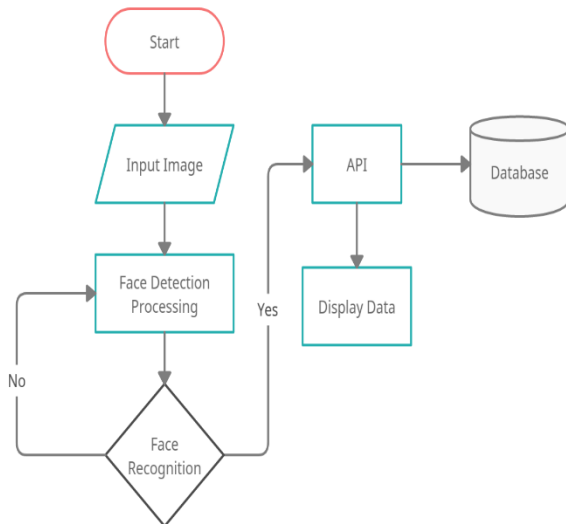 Start
Input Image
API
Database
Face Detection
Processing
Display Data
Yes
No
Face
Recognition